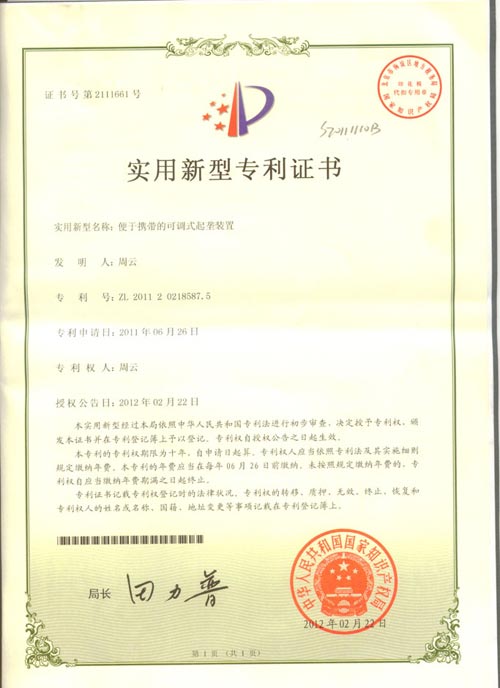 证书号第2111661号
印花税
代扣专用章
实用新型专利证书
实用新型名称：便于携带的可调式起垄装置
发明人：周云
专利号：ZL 2011 2 0218587.5
专利申请日：2011年06月26日
专利权人：周云
授权公告日：2012年02月22日
本实用新型经过本局依照中华人民共和国专利法进行初步审查，决定授予专利权，颁
发本证书并在专利登记簿上予以登记。专利权自授权公告之日起生效。
本专利的专利权期限为十年，自申请日起算。专利权人应当依照专利法及其实施细则
规定缴纳年费。本专利的年费应当在每年06月26日前缴纳。未按照规定缴纳年费的，专
利权自应当缴纳年费期满之日起终止。
专利证书记载专利权登记时的法律状况。专利权的转移、质押、无效、终止、恢复和
专利权人的姓名或名称、国籍、地址变更等事项记载在专利登记簿上。
局长 田力普
中华人民共和国国家知识产权局
2012年02月22日
第1页（共1页）